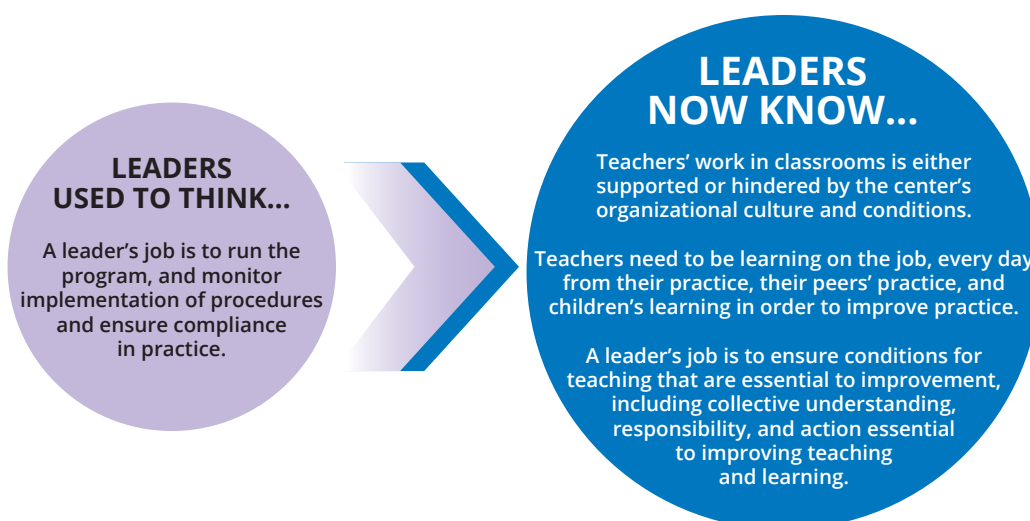 LEADERS
USED TO THINK...
A leader's job is to run the
program, and monitor
implementation of procedures
and ensure compliance
in practice.
LEADERS
NOW KNOW...
Teachers' work in classrooms is either
supported or hindered by the center's
organizational culture and conditions.
Teachers need to be learning on the job, every day
from their practice, their peers' practice, and
children's learning in order to improve practice.
A leader's job is to ensure conditions for
teaching that are essential to improvement,
including collective understanding,
responsibility, and action essential
to improving teaching
and learning.